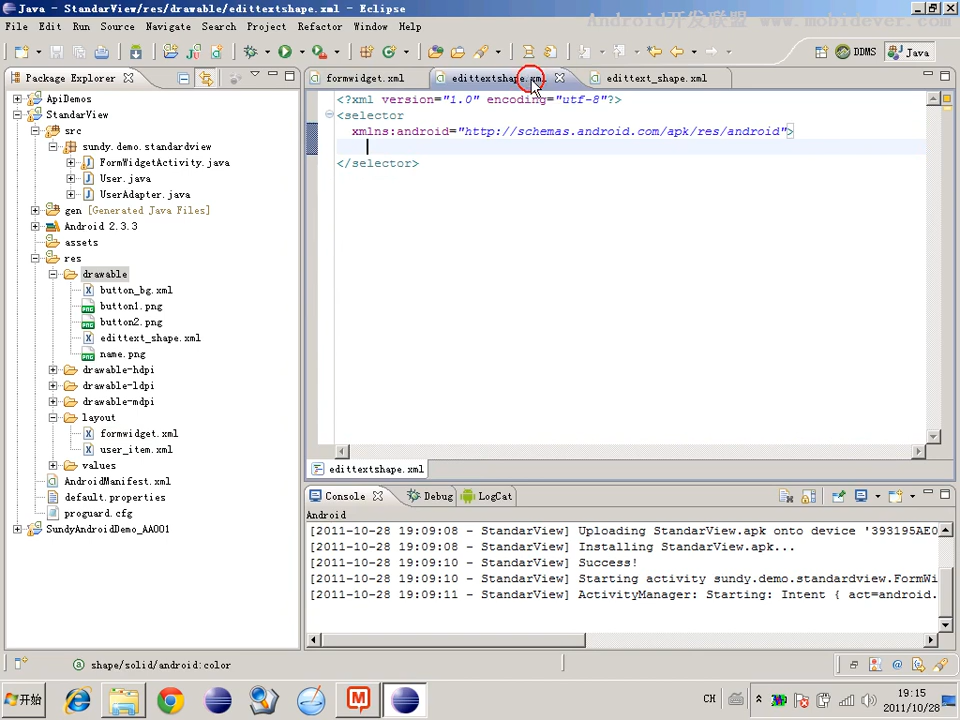 Java - StandarView/res/drawable/edittextshape.xml - Eclipse
Android开发联盟 www.mobidever.com
File Edit Run Source Navigate Search Project Refactor Window Help
DDMS Java
Package Explorer
formwidget.xml edittextshape.xml edittext_shape.xml
ApiDemos
StandarView
src
sundy.demo.standardview
FormWidgetActivity.java
User.java
UserAdapter.java
gen [Generated Java Files]
Android 2.3.3
assets
res
drawable
button_bg.xml
button1.png
button2.png
edittext_shape.xml
name.png
drawable-hdpi
drawable-ldpi
drawable-mdpi
layout
formwidget.xml
user_item.xml
values
AndroidManifest.xml
default.properties
proguard.cfg
SundyAndroidDemo_AA001
<?xml version="1.0" encoding="utf-8"?>
<selector
xmlns:android="http://schemas.android.com/apk/res/android">
</selector>
edittextshape.xml
Console Debug LogCat
Android
[2011-10-28 19:09:08 - StandarView] Uploading StandarView.apk onto device '393195AE0
[2011-10-28 19:09:08 - StandarView] Installing StandarView.apk...
[2011-10-28 19:09:10 - StandarView] Success!
[2011-10-28 19:09:10 - StandarView] Starting activity sundy.demo.standardview.FormWi
[2011-10-28 19:09:11 - StandarView] ActivityManager: Starting: Intent { act=android.
shape/solid/android:color
开始
CH
19:15
2011/10/28